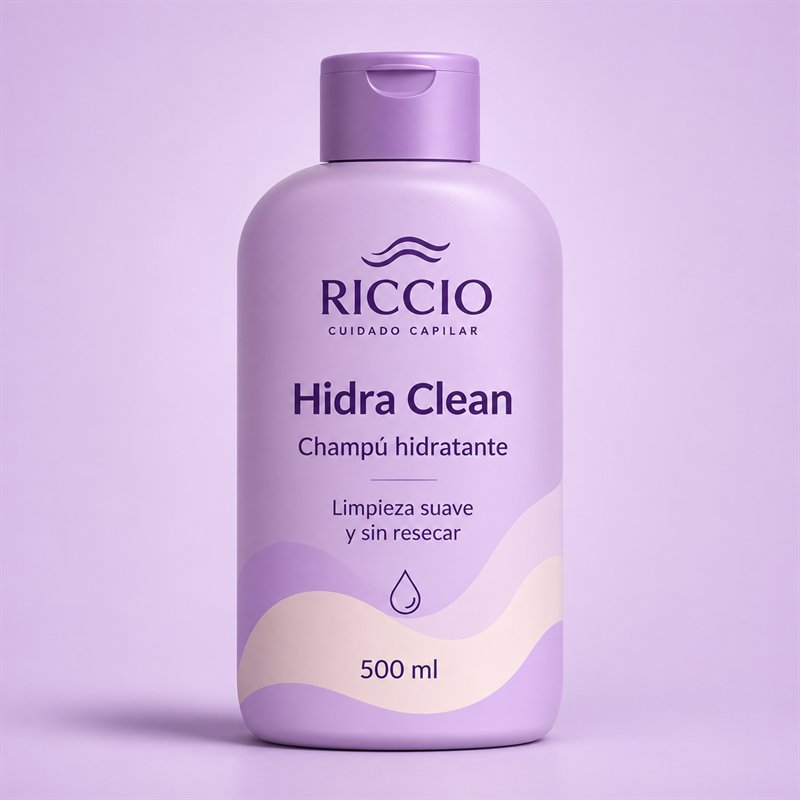 RICCIO
CUIDADO CAPILAR
Hidra Clean
Champú hidratante
Limpieza suave
y sin resecar
500 ml